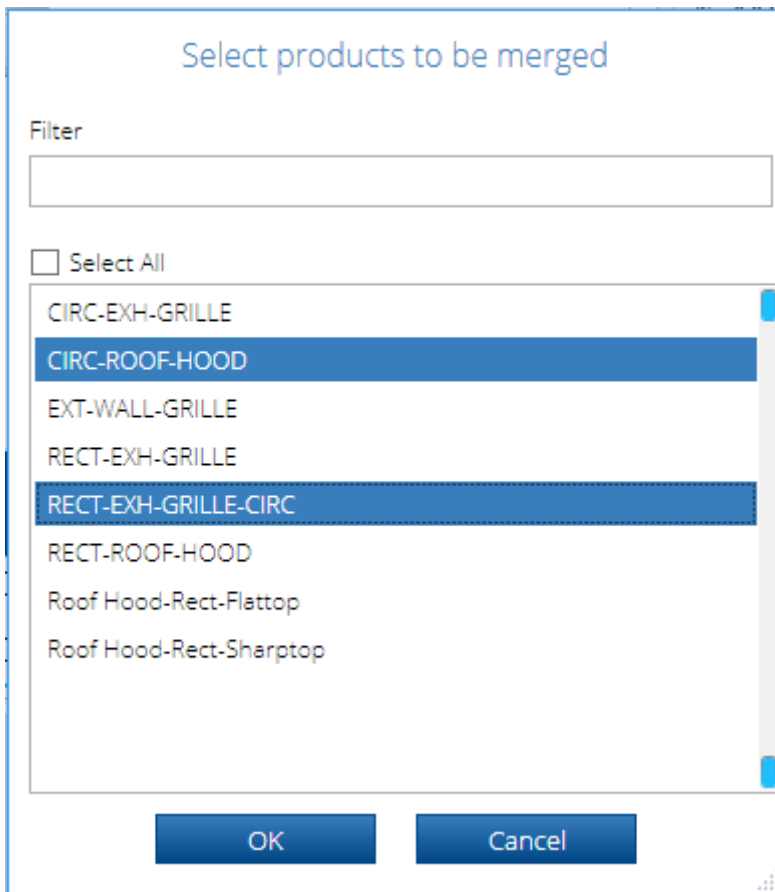 Select products to be merged
Filter
Select All
CIRC-EXH-GRILLE
CIRC-ROOF-HOOD
EXT-WALL-GRILLE
RECT-EXH-GRILLE
RECT-EXH-GRILLE-CIRC
RECT-ROOF-HOOD
Roof Hood-Rect-Flattop
Roof Hood-Rect-Sharptop
OK Cancel